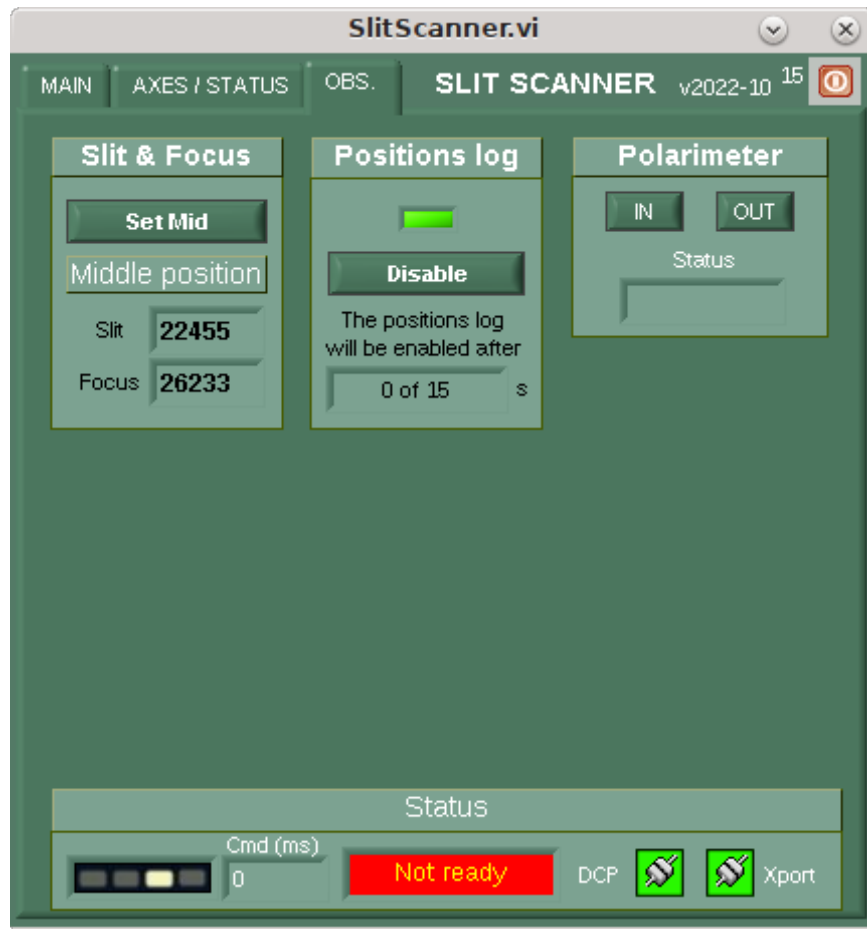 SlitScanner.vi
MAIN AXES / STATUS OBS. SLIT SCANNER v2022-10 15
Slit & Focus
Set Mid
Middle position
Slit 22455
Focus 26233
Positions log
Disable
The positions log
will be enabled after
0 of 15 s
Polarimeter
IN OUT
Status
Status
Cmd (ms)
0
Not ready
DCP
Xport